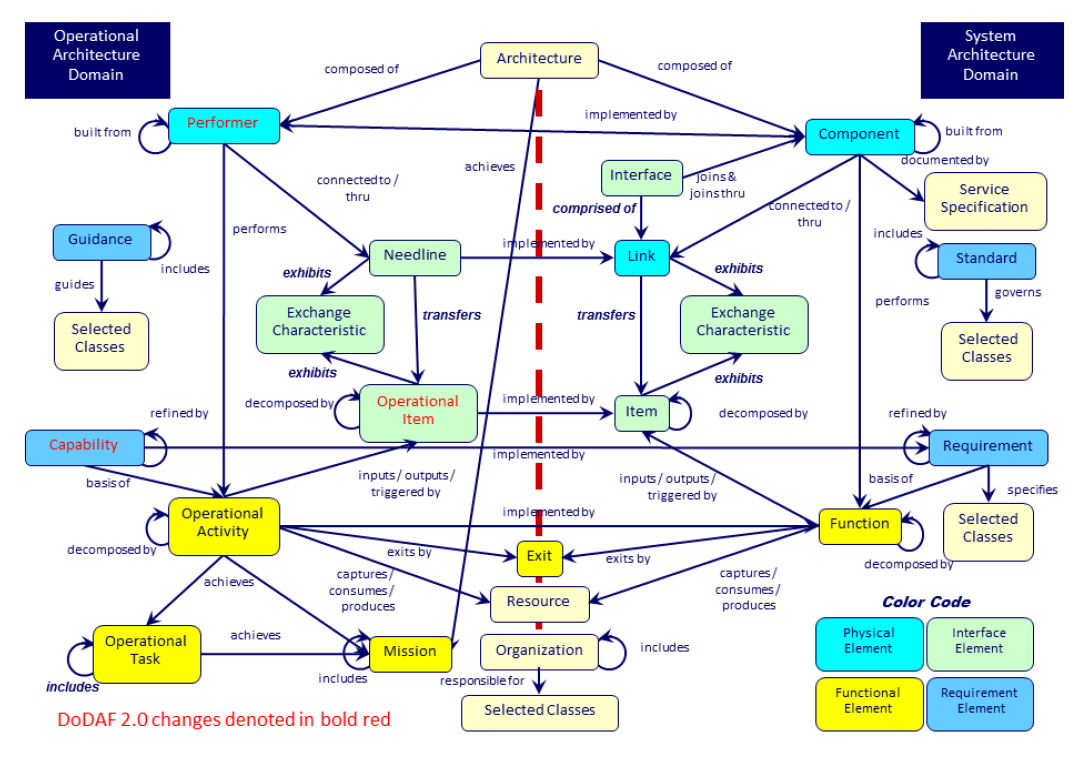 Operational
Architecture
Domain
System
Architecture
Domain
Architecture
composed of
composed of
Performer
built from
implemented by
Component
built from
achieves
documented by
Interface
joins &
joins thru
connected to /
thru
Service
Specification
comprised of
connected to /
thru
Guidance
includes
guides
performs
Needline
implemented by
Link
includes
Standard
exhibits
exhibits
performs
governs
Exchange
Characteristic
transfers
transfers
Exchange
Characteristic
Selected
Classes
Selected
Classes
exhibits
exhibits
decomposed by
Operational
Item
implemented by
Item
decomposed by
refined by
refined by
Capability
implemented by
Requirement
basis of
inputs / outputs /
triggered by
inputs / outputs /
triggered by
basis of
specifies
Operational
Activity
implemented by
Function
Selected
Classes
decomposed by
exits by
Exit
exits by
decomposed by
achieves
captures /
consumes /
produces
captures /
consumes /
produces
Resource
Color Code
Operational
Task
achieves
Mission
Organization
includes
includes
includes
responsible for
Selected Classes
Physical
Element
Interface
Element
Functional
Element
Requirement
Element
DoDAF 2.0 changes denoted in bold red